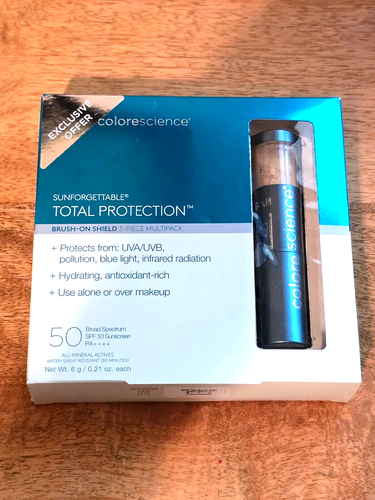 EXCLUSIVE
OFFER
colorescience®
SUNFORGETTABLE®
TOTAL PROTECTION™
BRUSH-ON SHIELD 3-PIECE MULTIPACK
+ Protects from: UVA/UVB,
pollution, blue light, infrared radiation
+ Hydrating, antioxidant-rich
+ Use alone or over makeup
50 Broad Spectrum
SPF 50 Sunscreen
PA++++
ALL-MINERAL ACTIVES
WATER/SWEAT RESISTANT (80 MINUTES)
Net Wt. 6 g / 0.21 oz. each
colorescience®